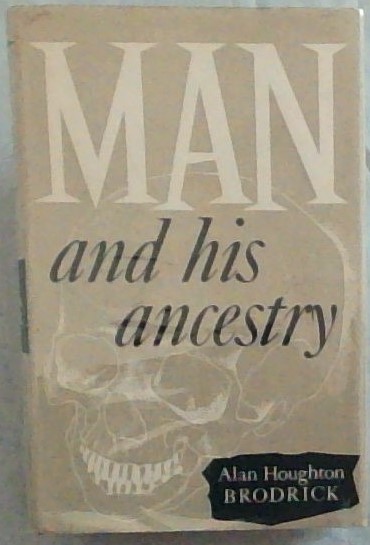 MAN
and his
ancestry
Alan Houghton
BRODRICK